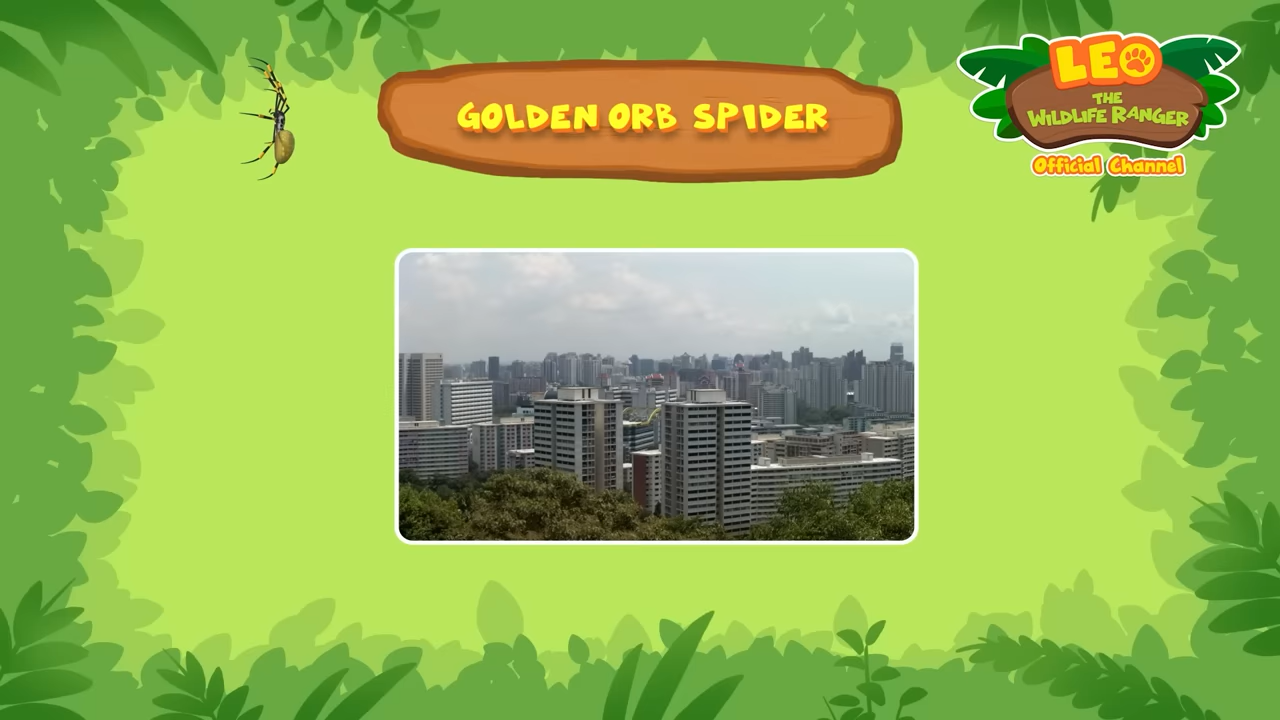 GOLDEN ORB SPIDER
LEO
THE
WILDLIFE RANGER
Official Channel